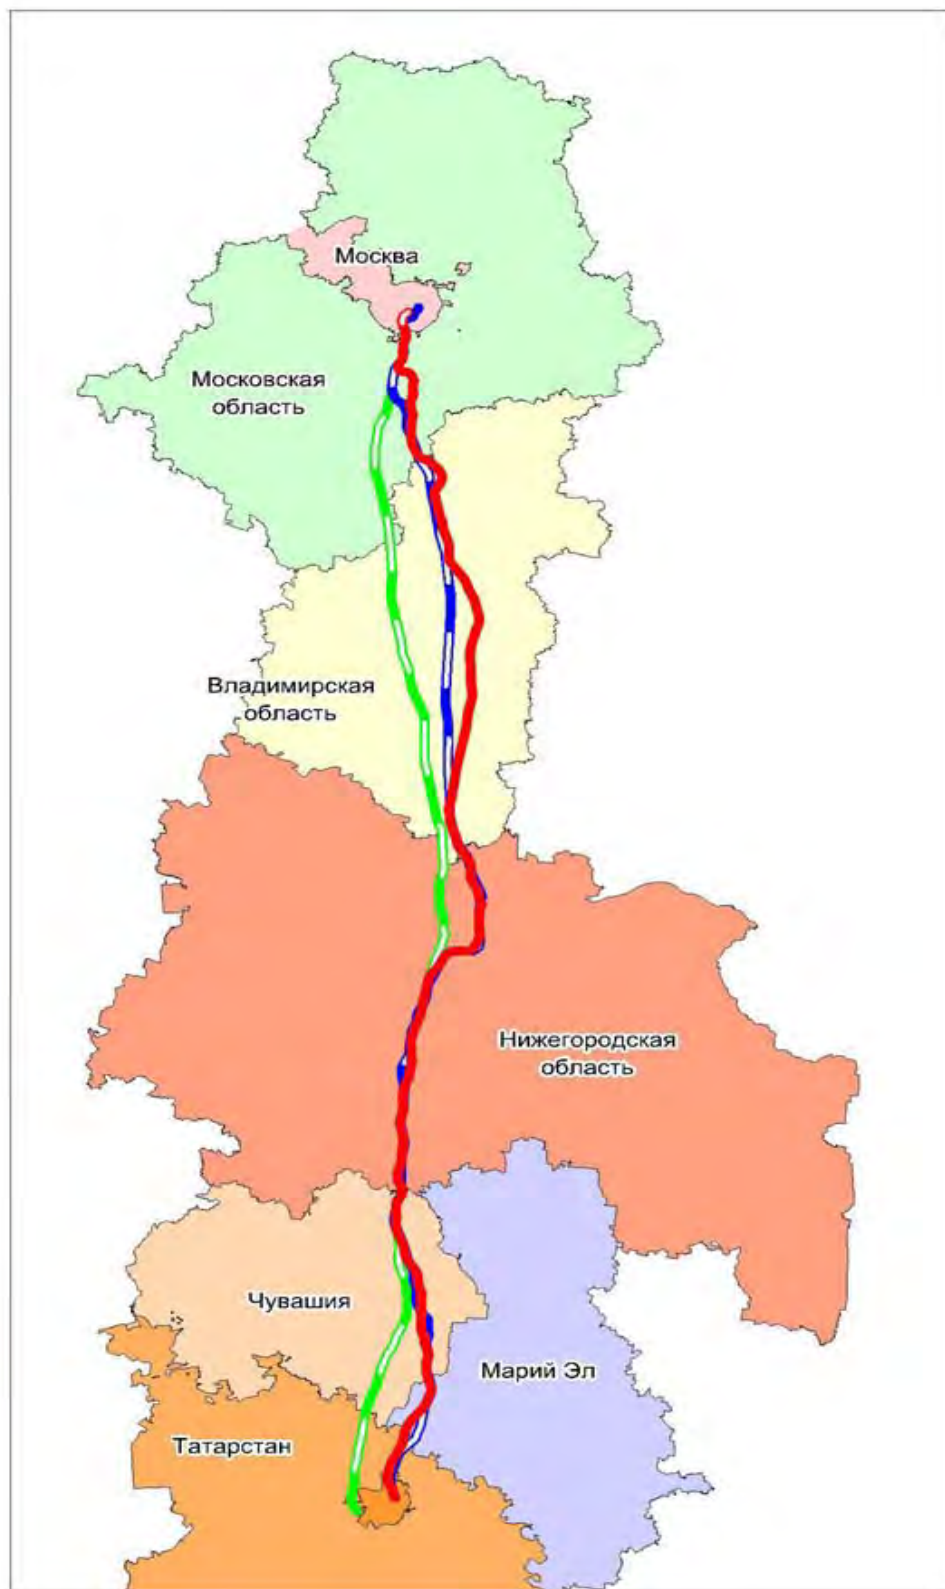 Москва
Московская
область
Владимирская
область
Нижегородская
область
Чувашия
Марий Эл
Татарстан